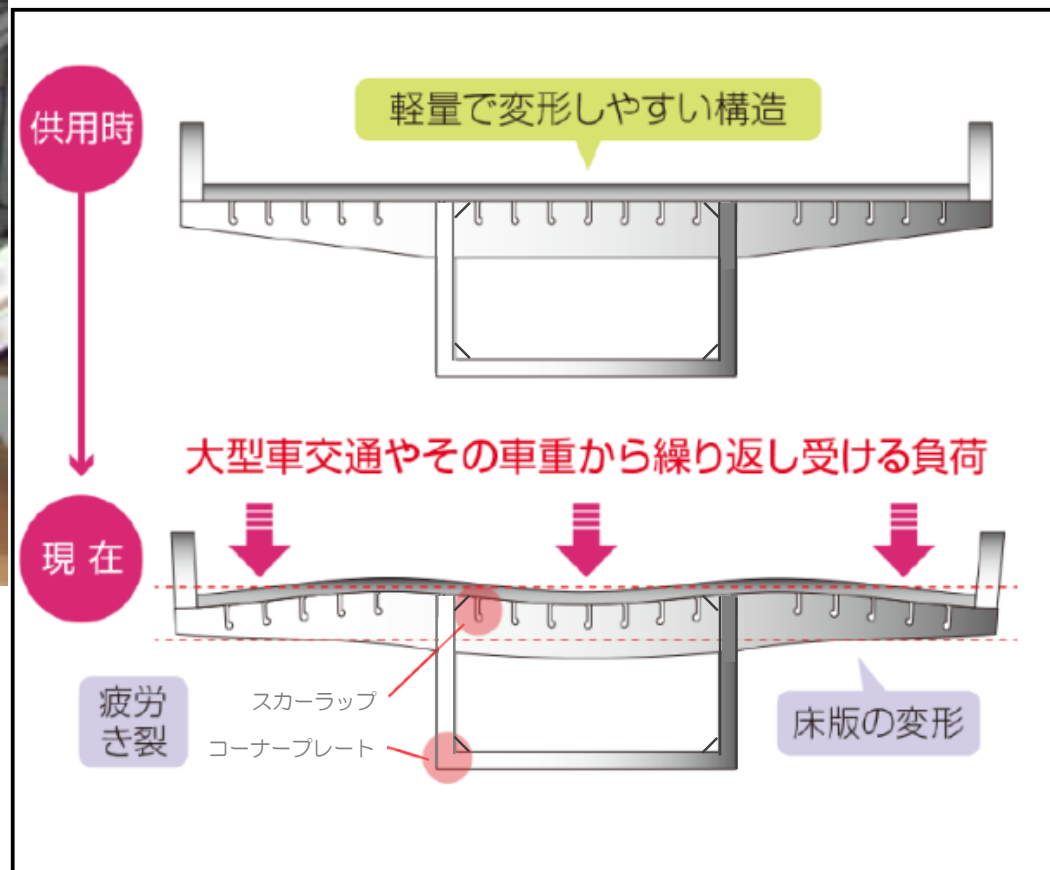 供用時
軽量で変形しやすい構造
大型車交通やその車重から繰り返し受ける負荷
現在
疲労
き裂
スカーラップ
コーナープレート
床版の変形